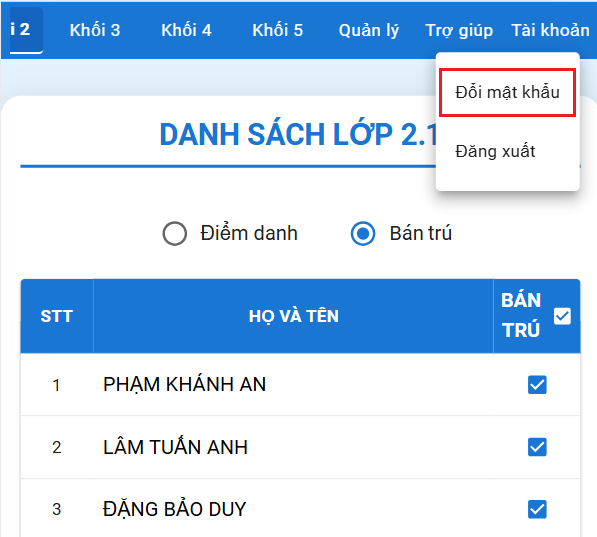 i 2 Khối 3 Khối 4 Khối 5 Quản lý Trợ giúp Tài khoản
Đổi mật khẩu
Đăng xuất
DANH SÁCH LỚP 2.1
Điểm danh Bán trú
STT HỌ VÀ TÊN BÁN TRÚ
1 PHẠM KHÁNH AN
2 LÂM TUẤN ANH
3 ĐẶNG BẢO DUY